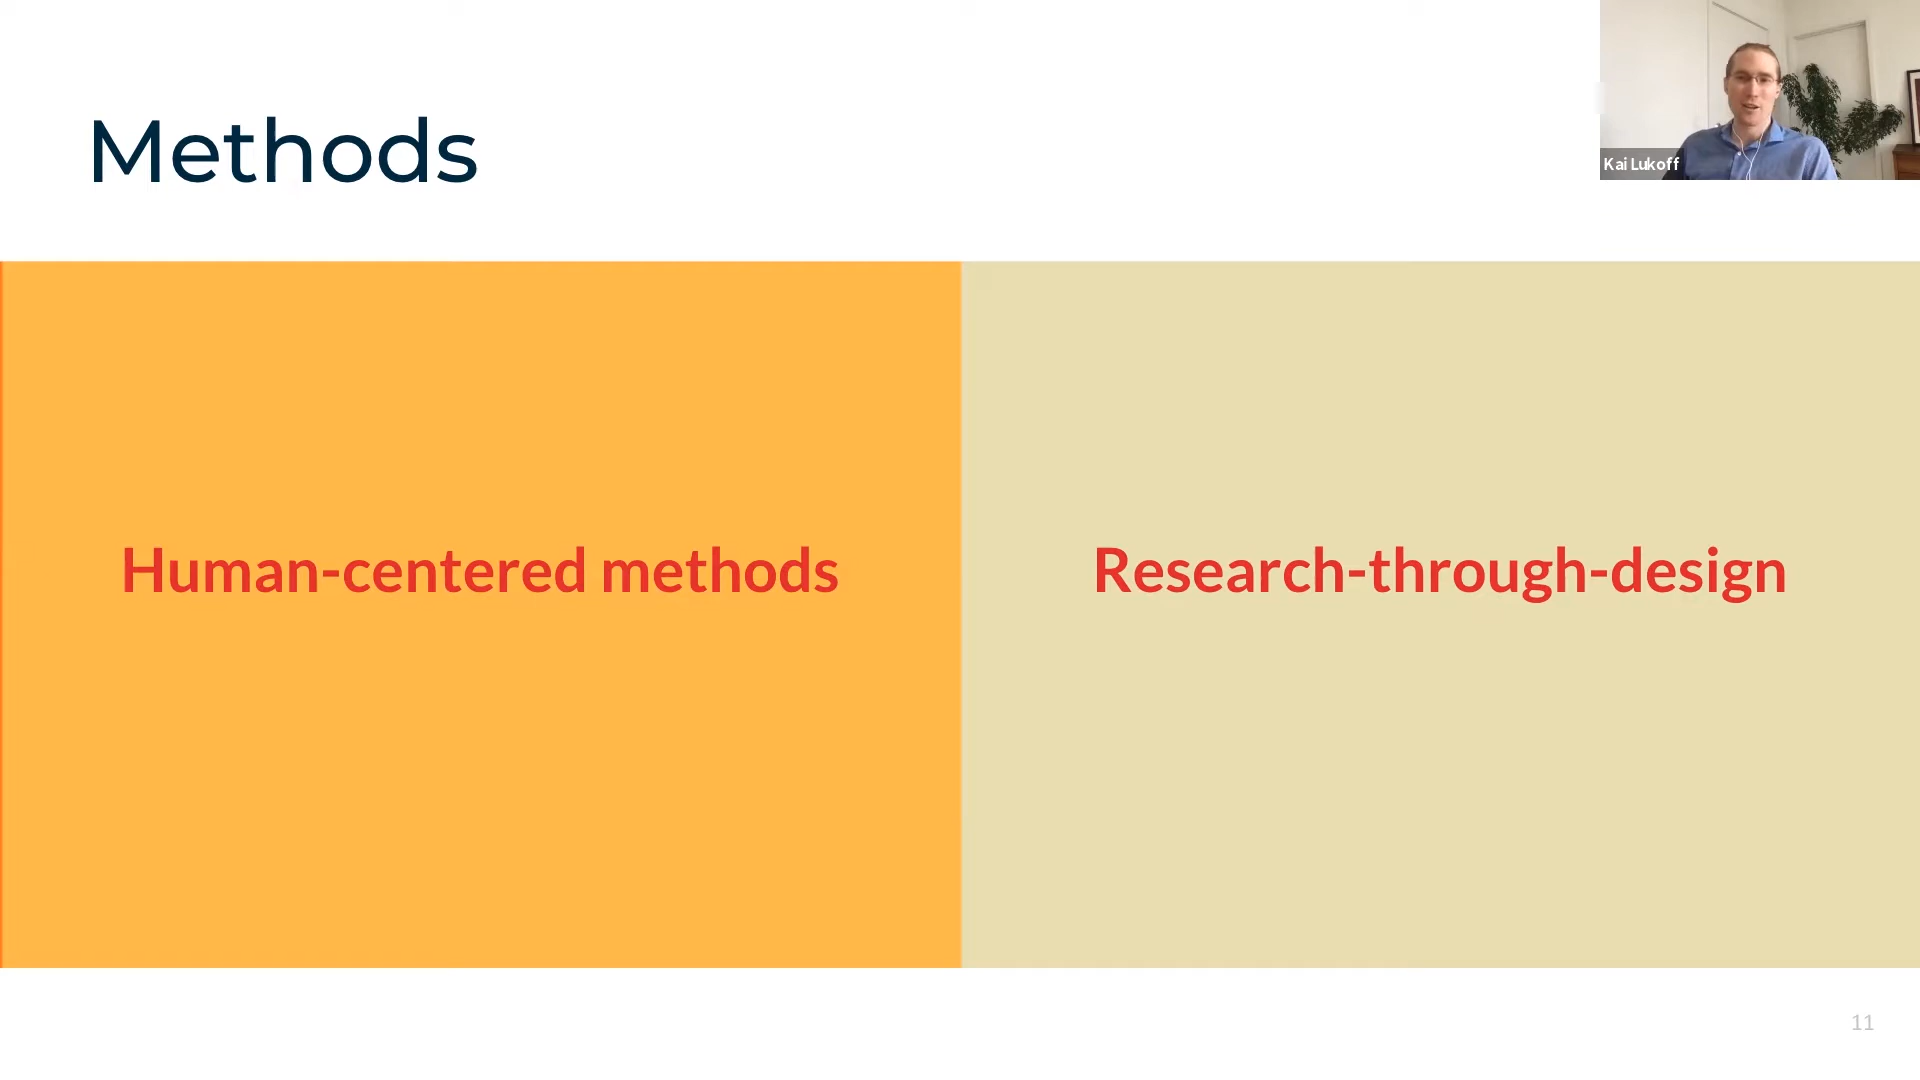 Methods
Kai Lukoff
Human-centered methods
Research-through-design
11